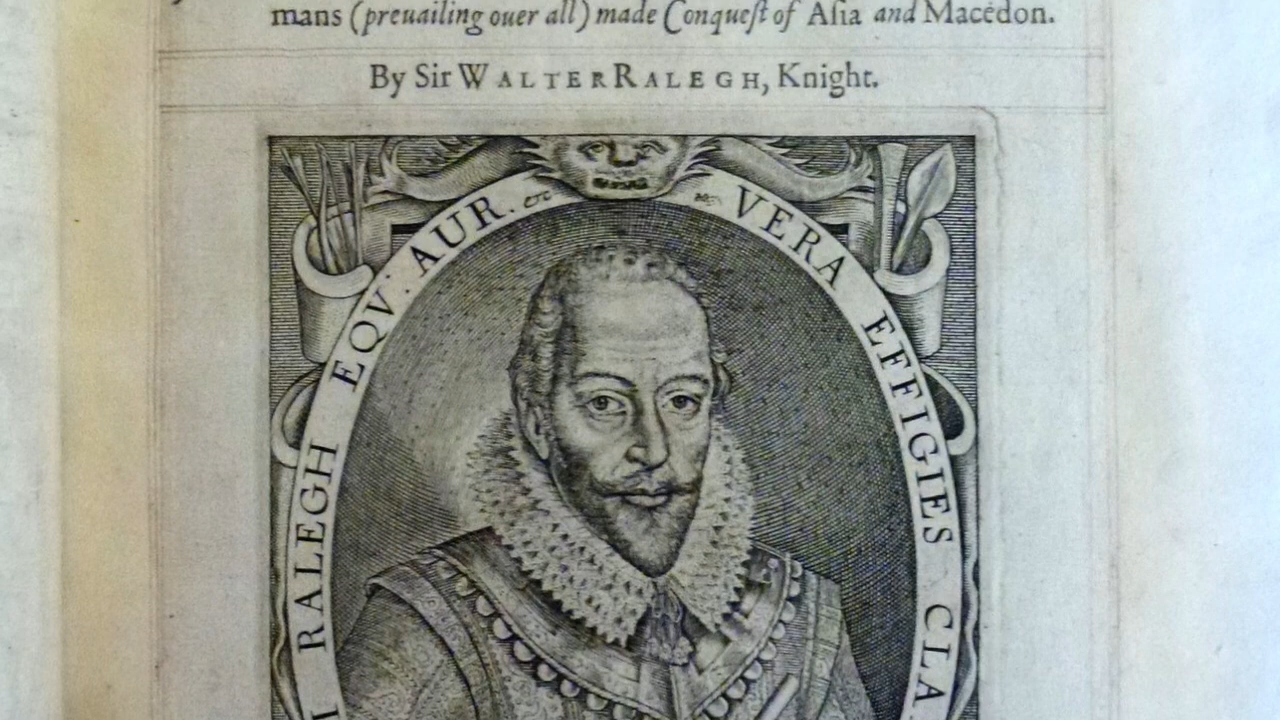 mans (preuailing ouer all) made Conqueſt of Aſia and Macedon.
By Sir WALTER RALEGH, Knight.
VERA EFFIGIES CLA
I RALEGH EQV: AUR. &c